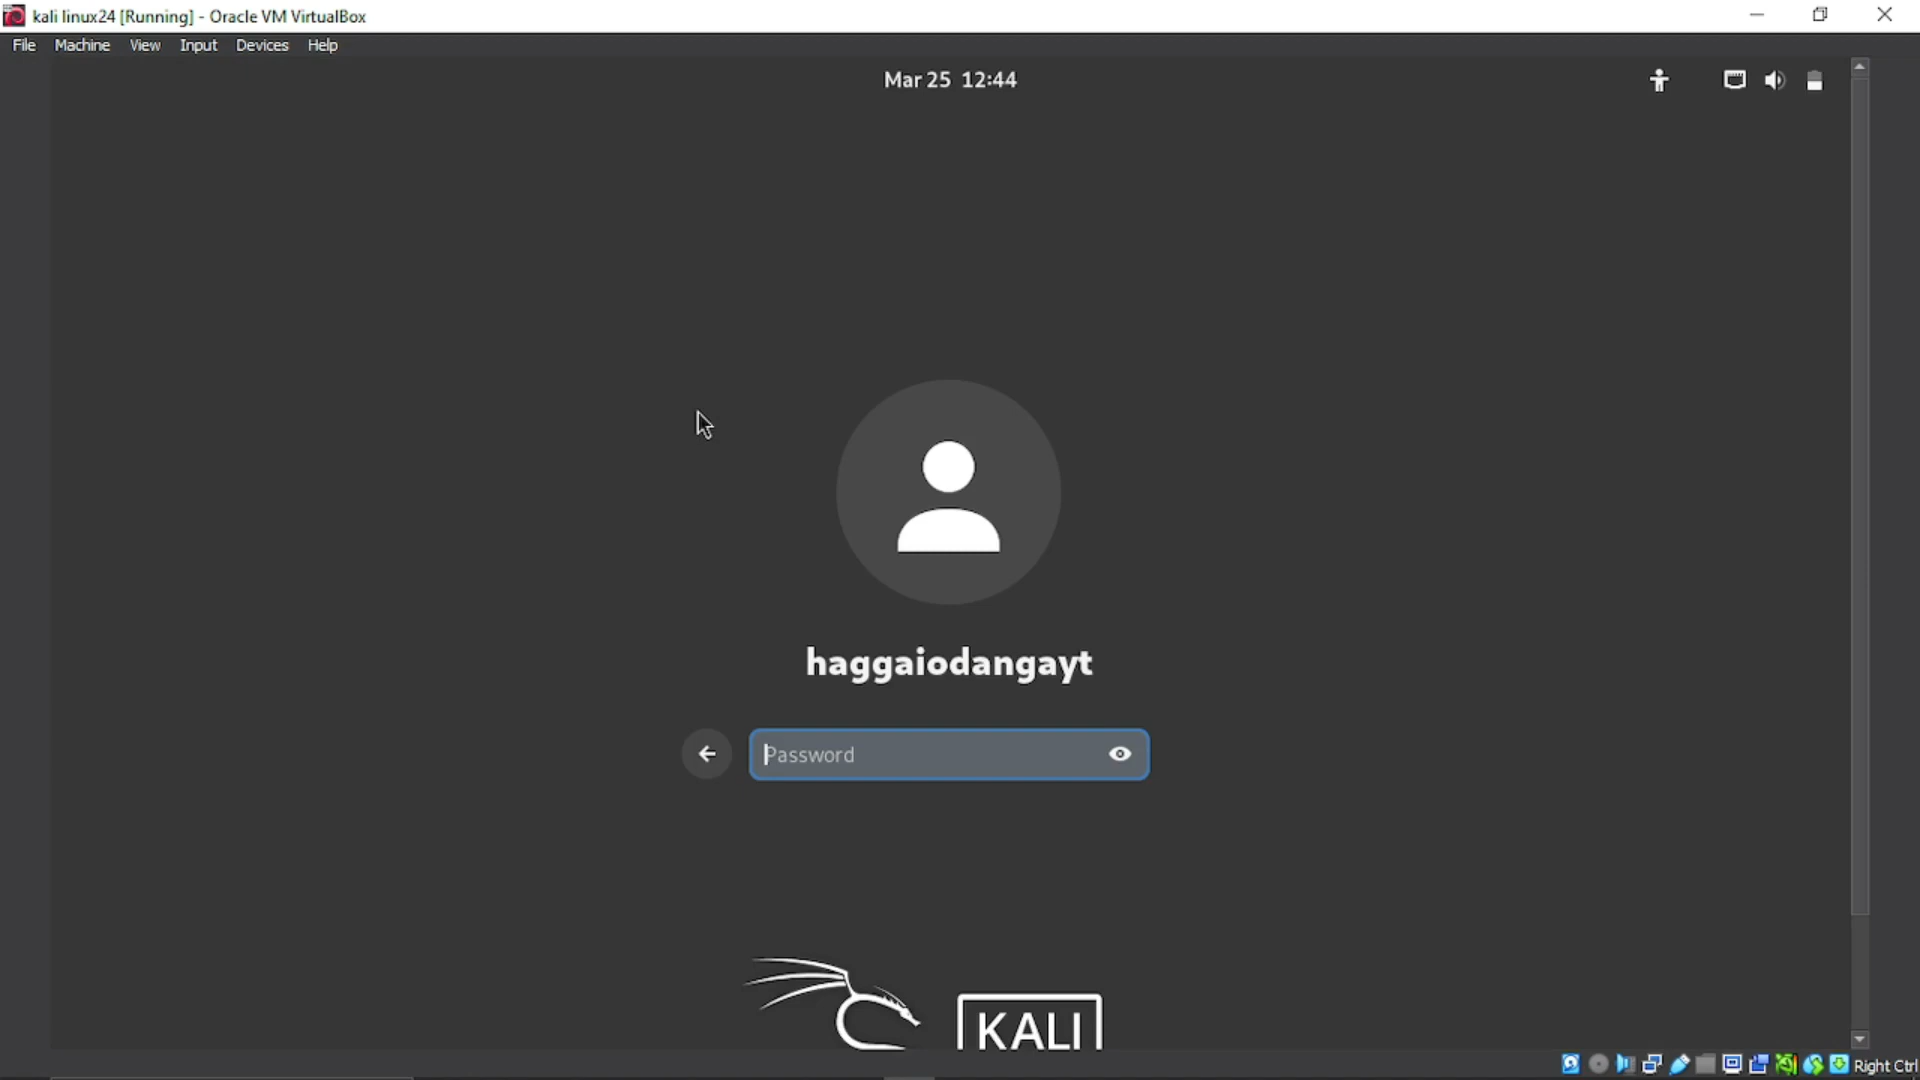 kali linux24 [Running] - Oracle VM VirtualBox
File Machine View Input Devices Help
Mar 25 12:44
haggaiodangayt
Password
KALI
Right Ctrl